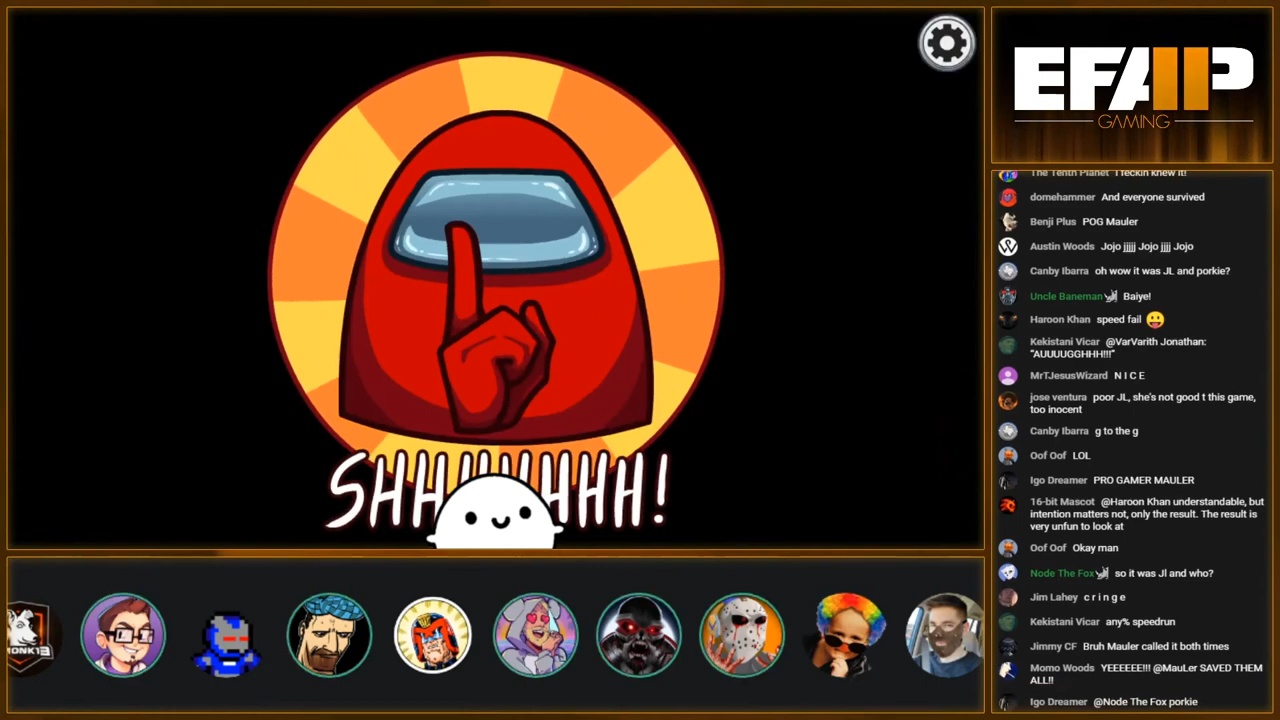 SHHHHHHH!
MONK13
EFAP
GAMING
The Tenth Planet I feckin knew it!
domehammer And everyone survived
Benji Plus POG Mauler
Austin Woods Jojo jjjjj Jojo jjjj Jojo
Canby Ibarra oh wow it was JL and porkie?
Uncle Baneman Baiye!
Haroon Khan speed fail 😛
Kekistani Vicar @VarVarith Jonathan:
“AUUUUGGHHH!!!”
MrTJesusWizard N I C E
jose ventura poor JL, she's not good t this game,
too inocent
Canby Ibarra g to the g
Oof Oof LOL
Igo Dreamer PRO GAMER MAULER
16-bit Mascot @Haroon Khan understandable, but
intention matters not, only the result. The result is
very unfun to look at
Oof Oof Okay man
Node The Fox so it was Jl and who?
Jim Lahey c r i n g e
Kekistani Vicar any% speedrun
Jimmy CF Bruh Mauler called it both times
Momo Woods YEEEEEE!!! @MauLer SAVED THEM
ALL!!
Igo Dreamer @Node The Fox porkie